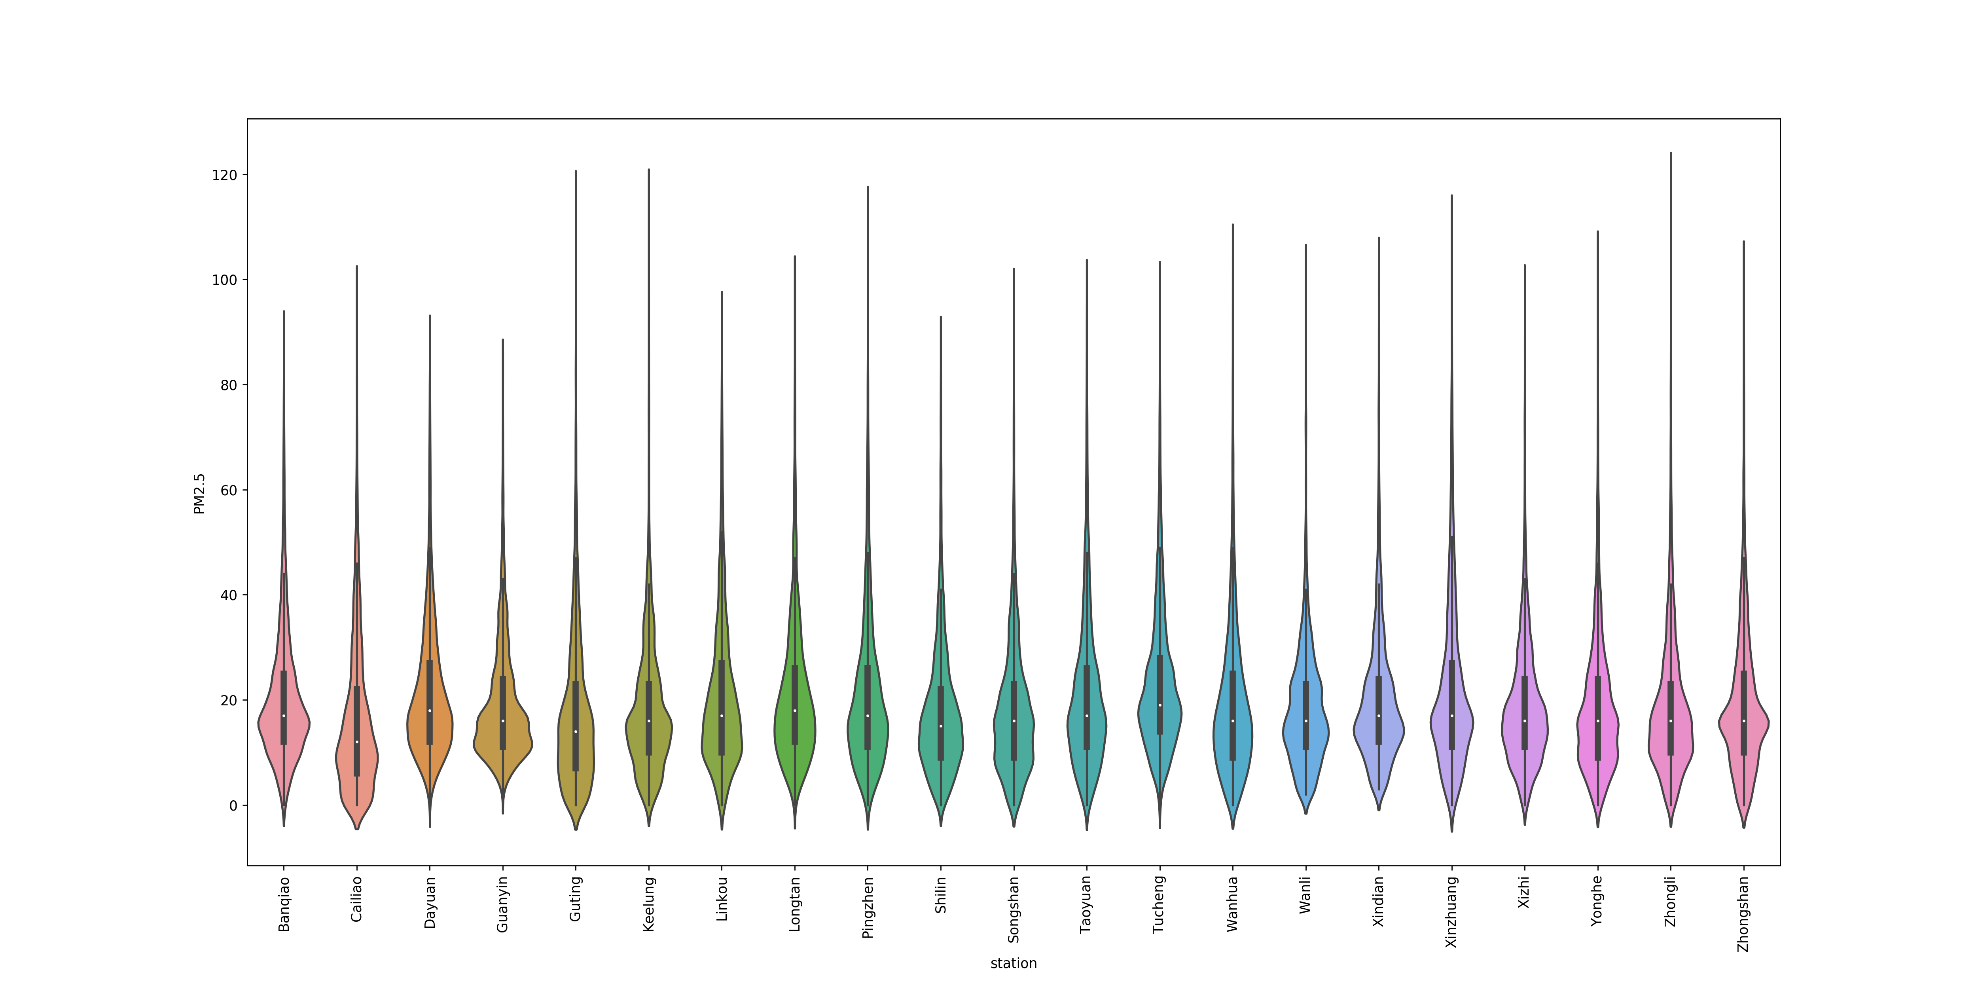 120
100
80
60
40
20
0
PM2.5
Banqiao
Cailiao
Dayuan
Guanyin
Guting
Keelung
Linkou
Longtan
Pingzhen
Shilin
Songshan
Taoyuan
Tucheng
Wanhua
Wanli
Xindian
Xinzhuang
Xizhi
Yonghe
Zhongli
Zhongshan
station